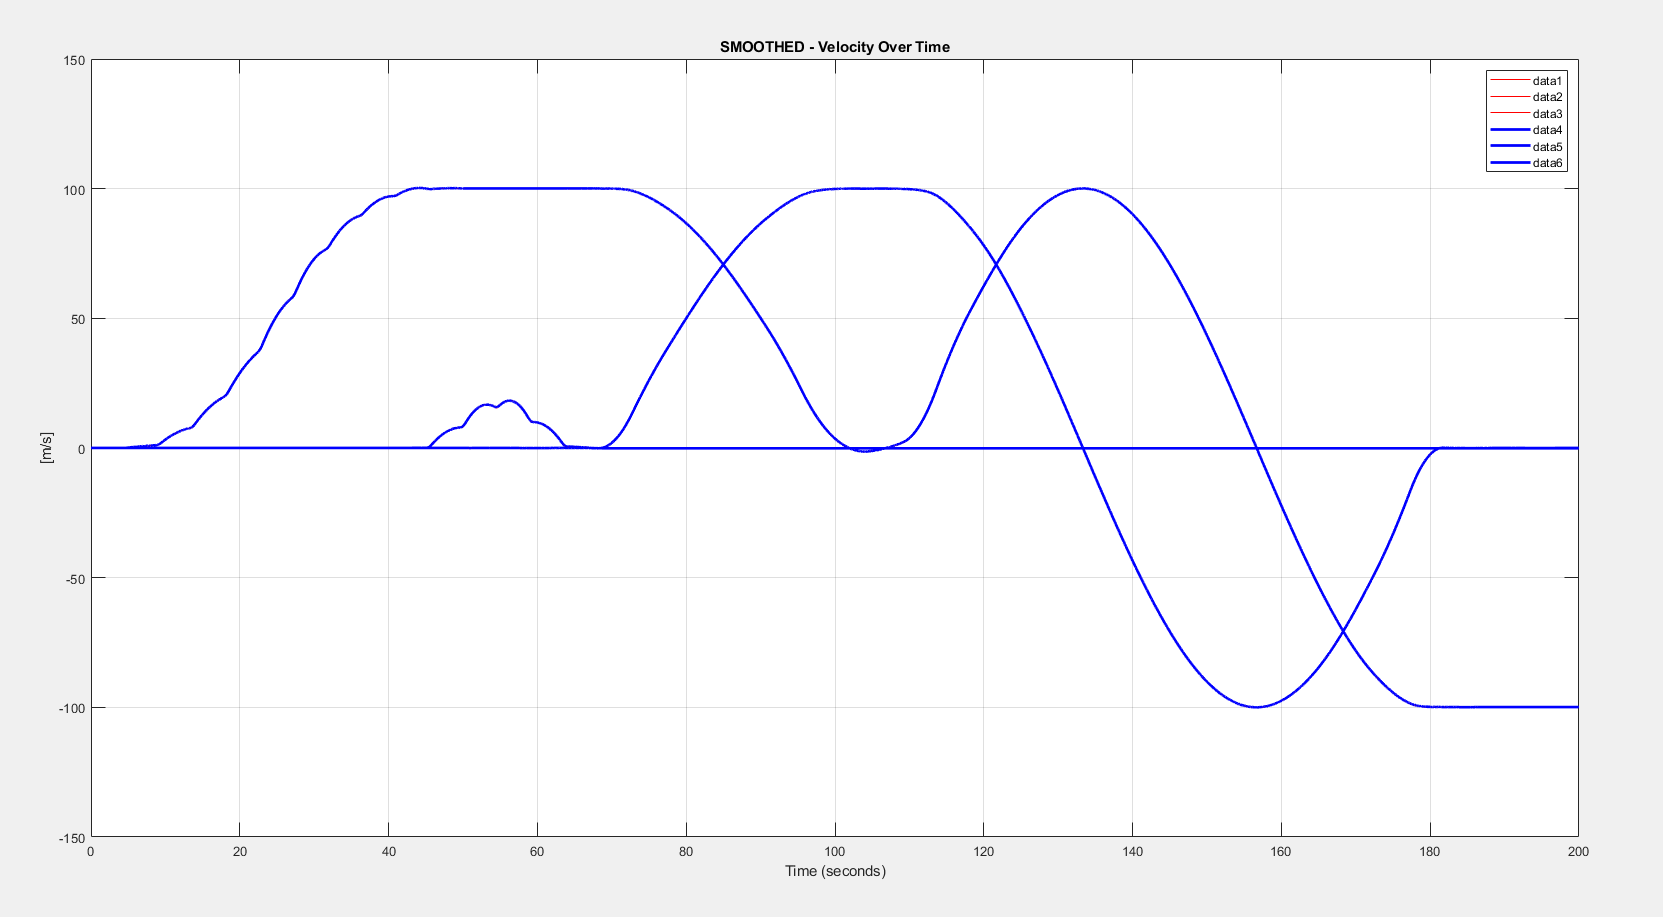 SMOOTHED - Velocity Over Time
150
100
50
0
-50
-100
-150
[m/s]
data1
data2
data3
data4
data5
data6
0 20 40 60 80 100 120 140 160 180 200
Time (seconds)